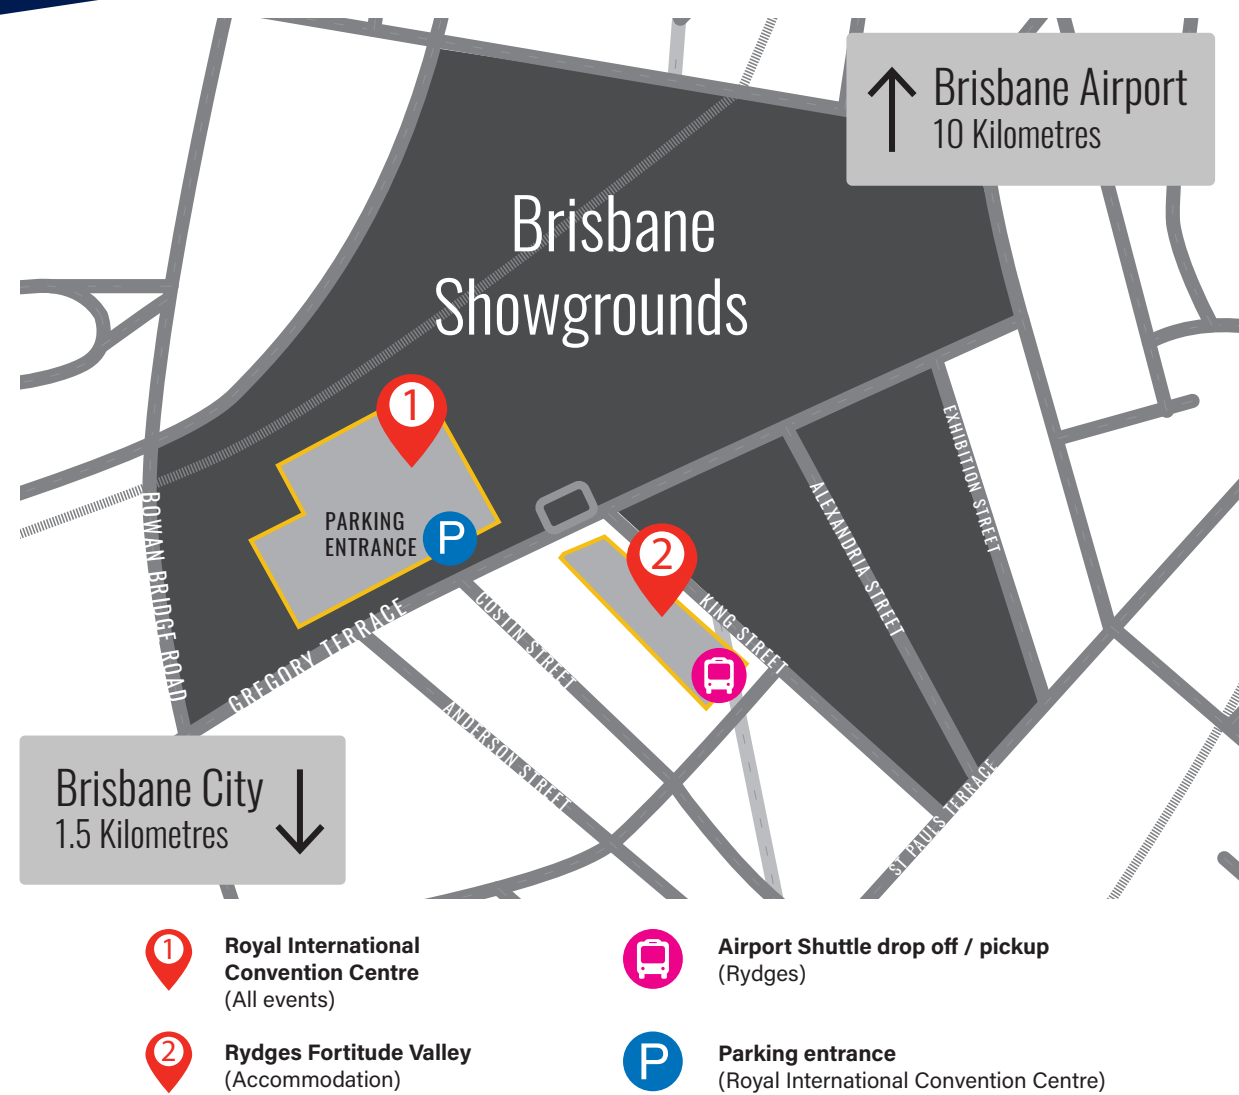 Brisbane Airport
10 Kilometres
Brisbane
Showgrounds
1
PARKING
ENTRANCE
P
2
BOWAN BRIDGE ROAD
GREGORY TERRACE
COSTIN STREET
ANDERSON STREET
KING STREET
ALEXANDRIA STREET
EXHIBITION STREET
ST PAULS TERRACE
Brisbane City
1.5 Kilometres
1
Royal International
Convention Centre
(All events)
2
Rydges Fortitude Valley
(Accommodation)
Airport Shuttle drop off / pickup
(Rydges)
P
Parking entrance
(Royal International Convention Centre)